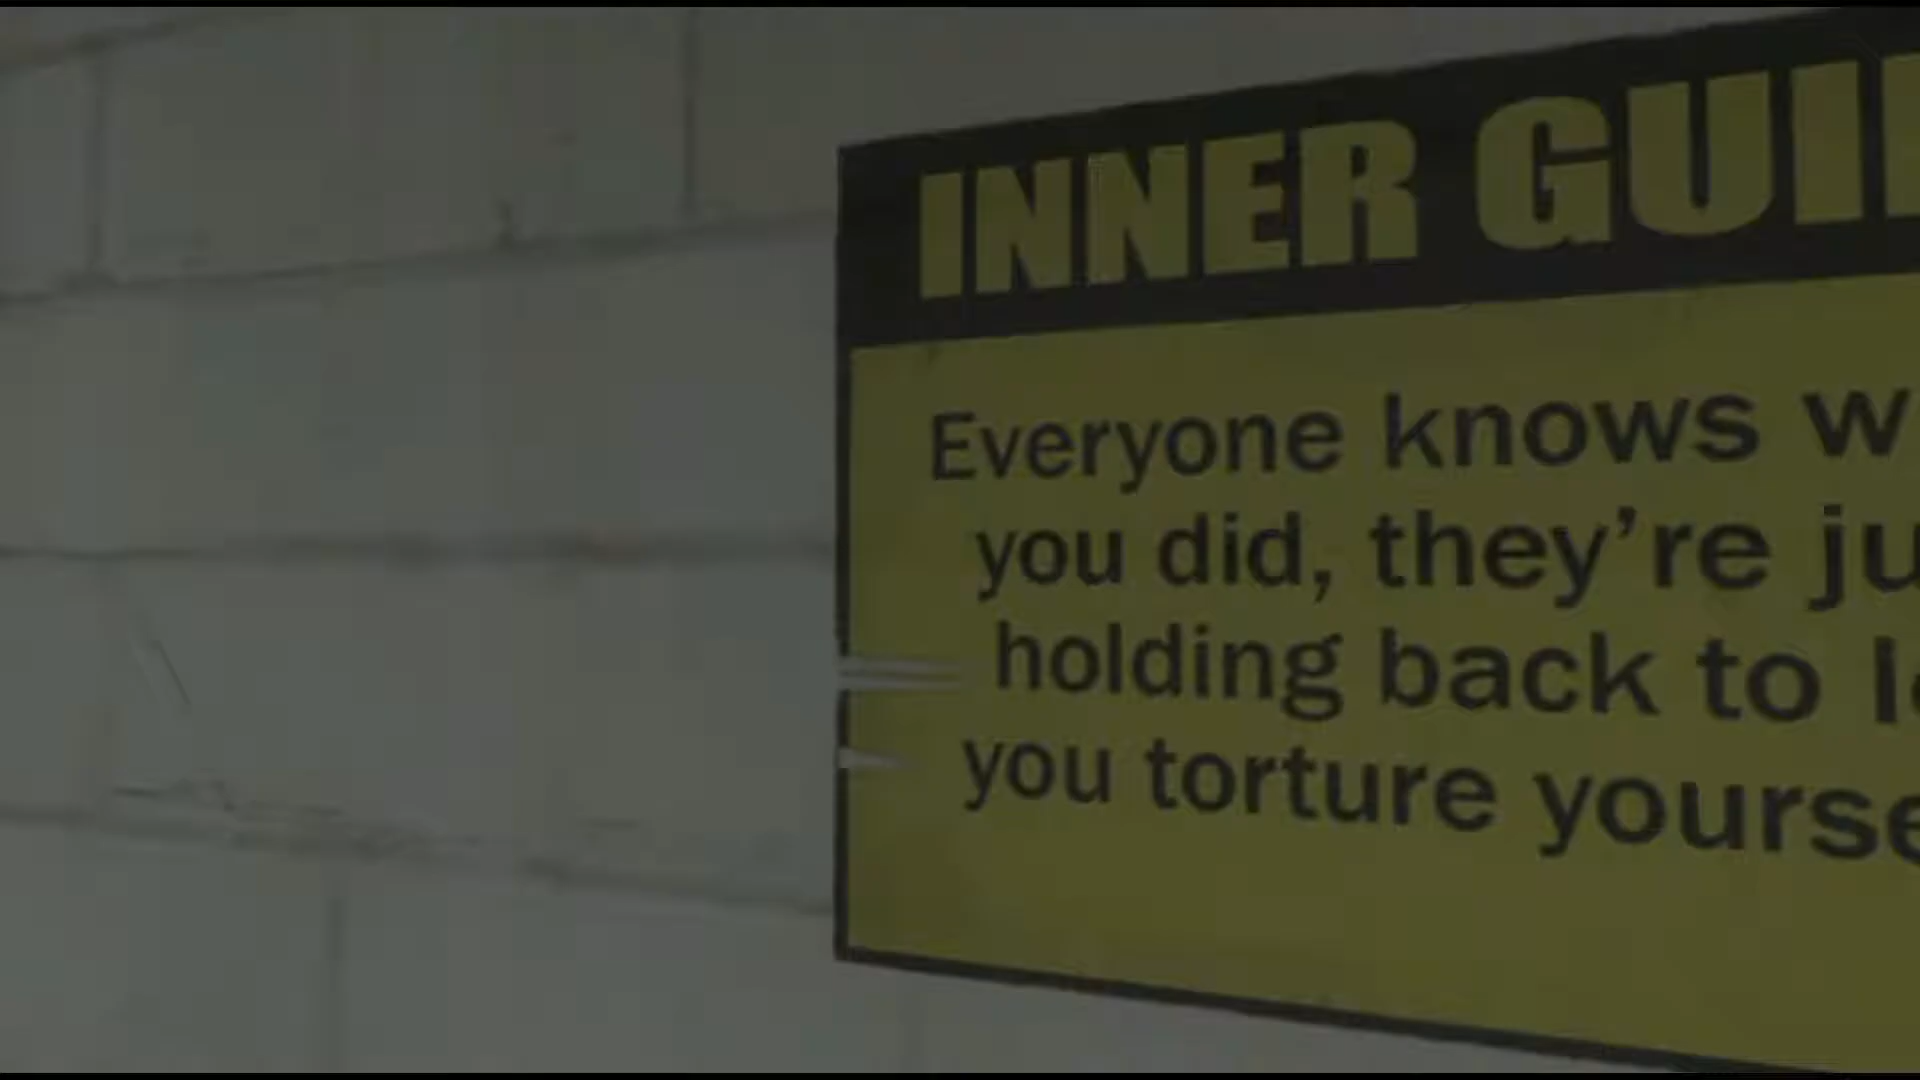 INNER GUI
Everyone knows w
you did, they’re ju
holding back to l
you torture yourse